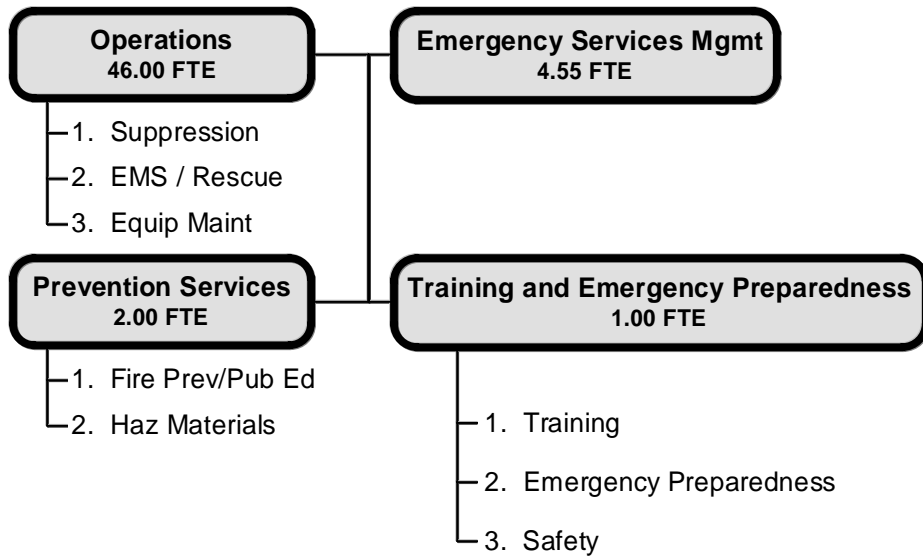 Operations
46.00 FTE
Emergency Services Mgmt
4.55 FTE
1. Suppression
2. EMS / Rescue
3. Equip Maint
Prevention Services
2.00 FTE
Training and Emergency Preparedness
1.00 FTE
1. Fire Prev/Pub Ed
2. Haz Materials
1. Training
2. Emergency Preparedness
3. Safety